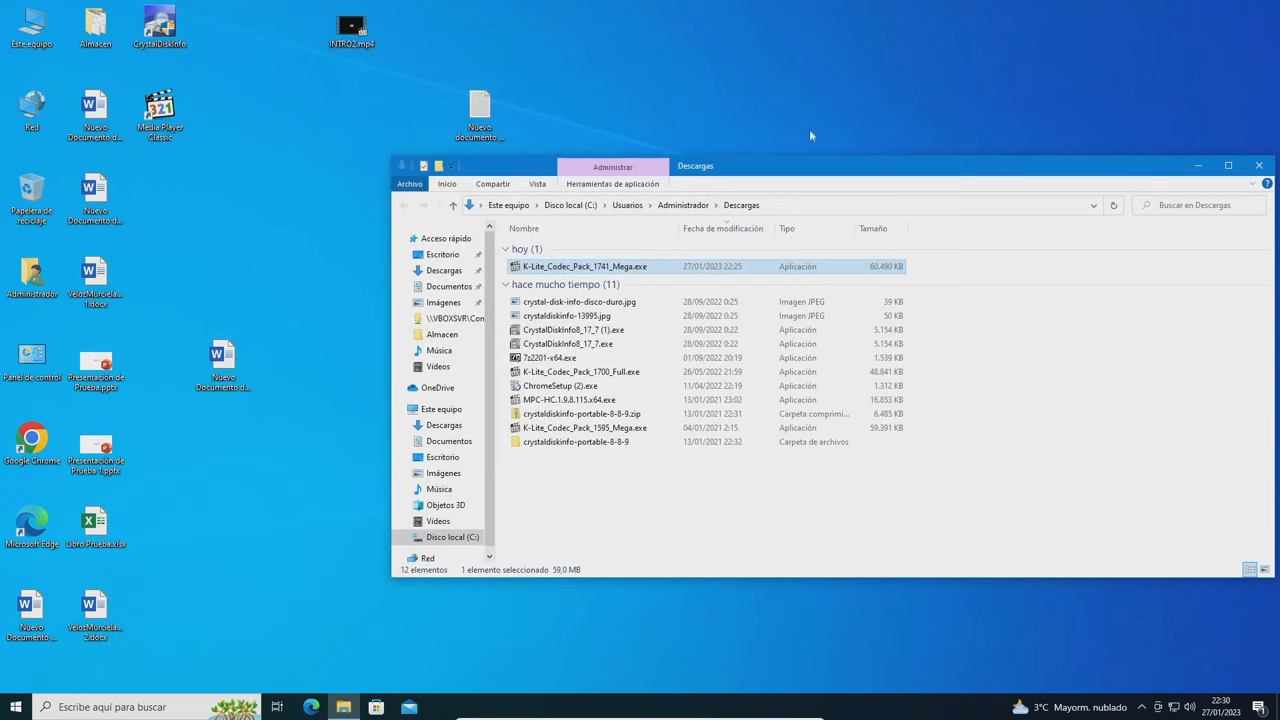 Este equipo
Almacen
CrystalDiskInfo
INTRO2.mp4
Red
Nuevo
Documento d...
Media Player
Classic
Nuevo
documento ...
Papelera de
reciclaje
Nuevo
Documento d...
Administrador
VelózMurciela...
1.docx
Panel de control
Presentación de
Prueba.pptx
Nuevo
Documento d...
Google Chrome
Presentación de
Prueba 1.pptx
Microsoft Edge
Libro Prueba.xlsx
Nuevo
Documento ...
VelózMurciela...
2.docx
Administrar
Descargas
Archivo
Inicio
Compartir
Vista
Herramientas de aplicación
Este equipo > Disco local (C:) > Usuarios > Administrador > Descargas
Buscar en Descargas
Acceso rápido
Escritorio
Descargas
Documentos
Imágenes
\\VBOXSVR\Con
Almacen
Música
Vídeos
OneDrive
Este equipo
Descargas
Documentos
Escritorio
Imágenes
Música
Objetos 3D
Vídeos
Disco local (C:)
Red
Nombre Fecha de modificación Tipo Tamaño
hoy (1)
K-Lite_Codec_Pack_1741_Mega.exe 27/01/2023 22:25 Aplicación 60.490 KB
hace mucho tiempo (11)
crystal-disk-info-disco-duro.jpg 28/09/2022 0:25 Imagen JPEG 39 KB
crystaldiskinfo-13995.jpg 28/09/2022 0:25 Imagen JPEG 50 KB
CrystalDiskInfo8_17_7 (1).exe 28/09/2022 0:22 Aplicación 5.154 KB
CrystalDiskInfo8_17_7.exe 28/09/2022 0:22 Aplicación 5.154 KB
7z2201-x64.exe 01/09/2022 20:19 Aplicación 1.539 KB
K-Lite_Codec_Pack_1700_Full.exe 26/05/2022 21:59 Aplicación 48.841 KB
ChromeSetup (2).exe 11/04/2022 22:19 Aplicación 1.312 KB
MPC-HC.1.9.8.115.x64.exe 13/01/2021 23:02 Aplicación 16.853 KB
crystaldiskinfo-portable-8-8-9.zip 13/01/2021 22:31 Carpeta comprimi... 6.485 KB
K-Lite_Codec_Pack_1595_Mega.exe 04/01/2021 2:15 Aplicación 59.391 KB
crystaldiskinfo-portable-8-8-9 13/01/2021 22:32 Carpeta de archivos
12 elementos 1 elemento seleccionado 59,0 MB
Escribe aquí para buscar
3°C Mayorm. nublado
22:30
27/01/2023
1